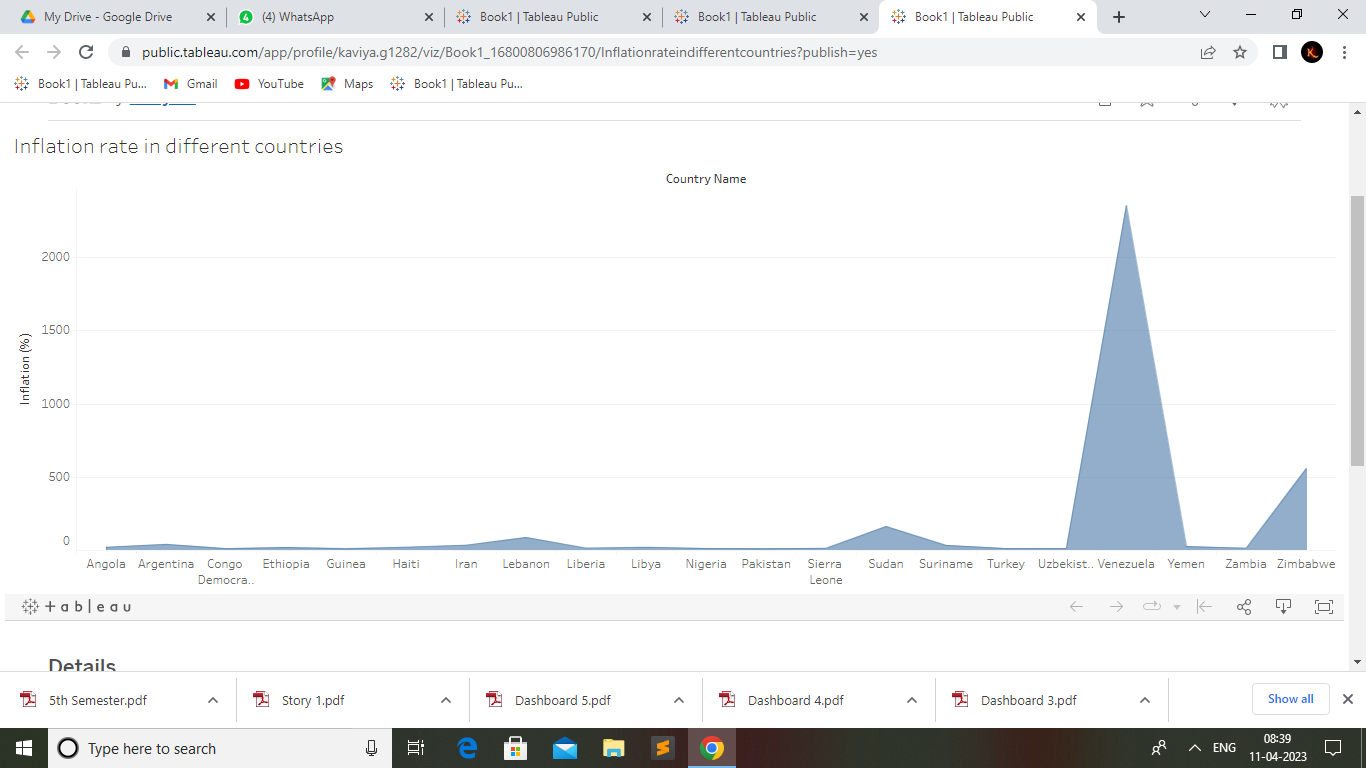 My Drive - Google Drive
(4) WhatsApp
Book1 | Tableau Public
Book1 | Tableau Public
Book1 | Tableau Public
public.tableau.com/app/profile/kaviya.g1282/viz/Book1_16800806986170/Inflationrateindifferentcountries?publish=yes
Book1 | Tableau Pu...
Gmail
YouTube
Maps
Book1 | Tableau Pu...
Inflation rate in different countries
Country Name
Inflation (%)
2000
1500
1000
500
0
Angola
Argentina
Congo
Democra..
Ethiopia
Guinea
Haiti
Iran
Lebanon
Liberia
Libya
Nigeria
Pakistan
Sierra
Leone
Sudan
Suriname
Turkey
Uzbekist..
Venezuela
Yemen
Zambia
Zimbabwe
+ableau
Details
5th Semester.pdf
Story 1.pdf
Dashboard 5.pdf
Dashboard 4.pdf
Dashboard 3.pdf
Show all
Type here to search
ENG
08:39
11-04-2023